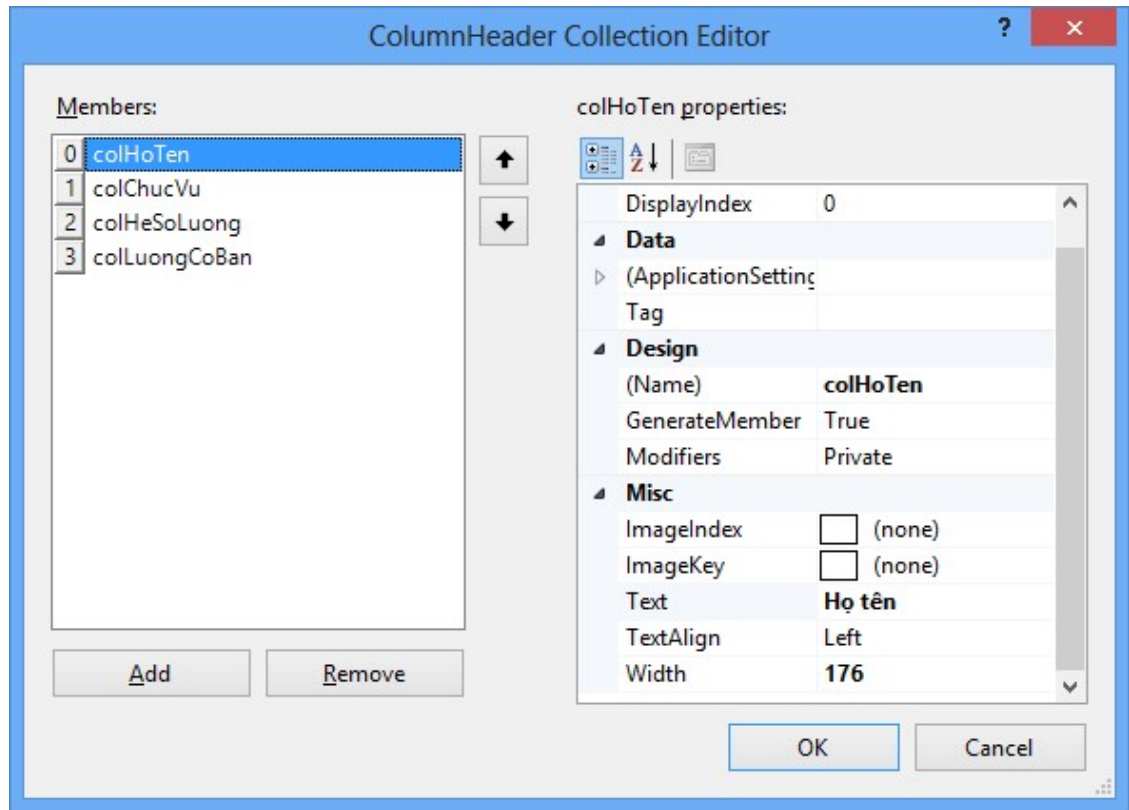 ColumnHeader Collection Editor
?
Members:
0 colHoTen
1 colChucVu
2 colHeSoLuong
3 colLuongCoBan
Add
Remove
colHoTen properties:
DisplayIndex 0
Data
(ApplicationSetting
Tag
Design
(Name) colHoTen
GenerateMember True
Modifiers Private
Misc
ImageIndex (none)
ImageKey (none)
Text Họ tên
TextAlign Left
Width 176
OK
Cancel